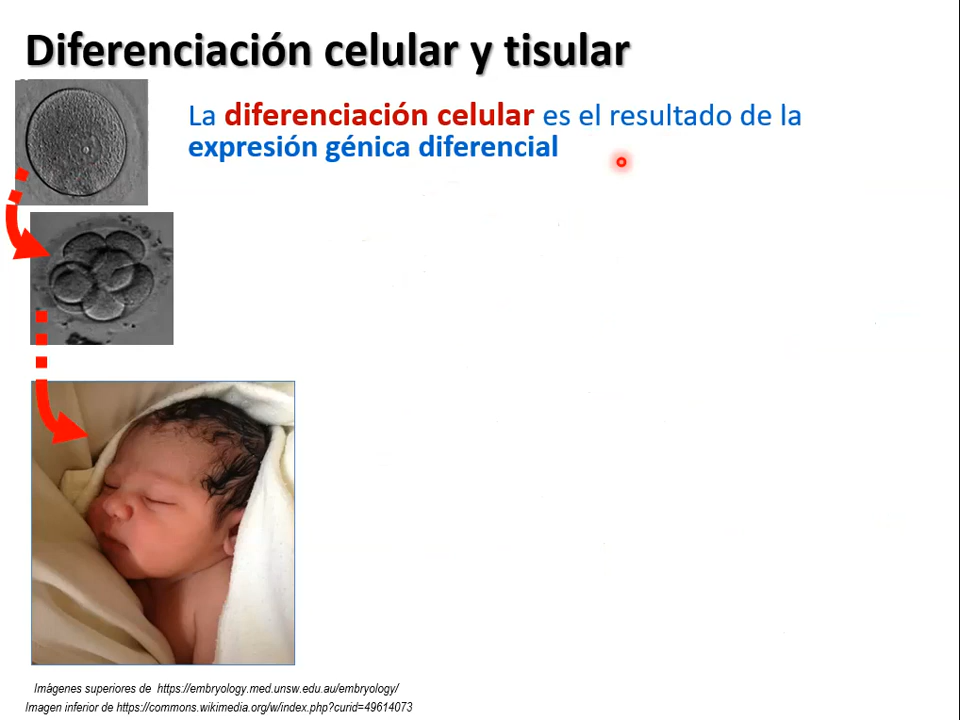 Diferenciación celular y tisular
La diferenciación celular es el resultado de la
expresión génica diferencial
Imágenes superiores de https://embryology.med.unsw.edu.au/embryology/
Imagen inferior de https://commons.wikimedia.org/w/index.php?curid=49614073